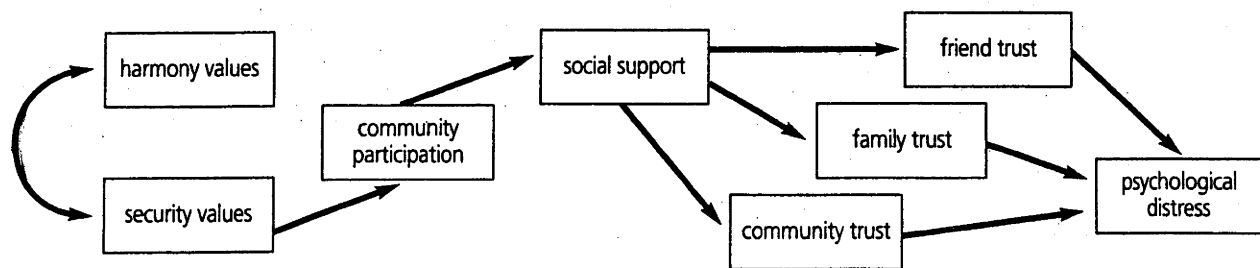 harmony values
security values
community
participation
social support
friend trust
family trust
community trust
psychological
distress